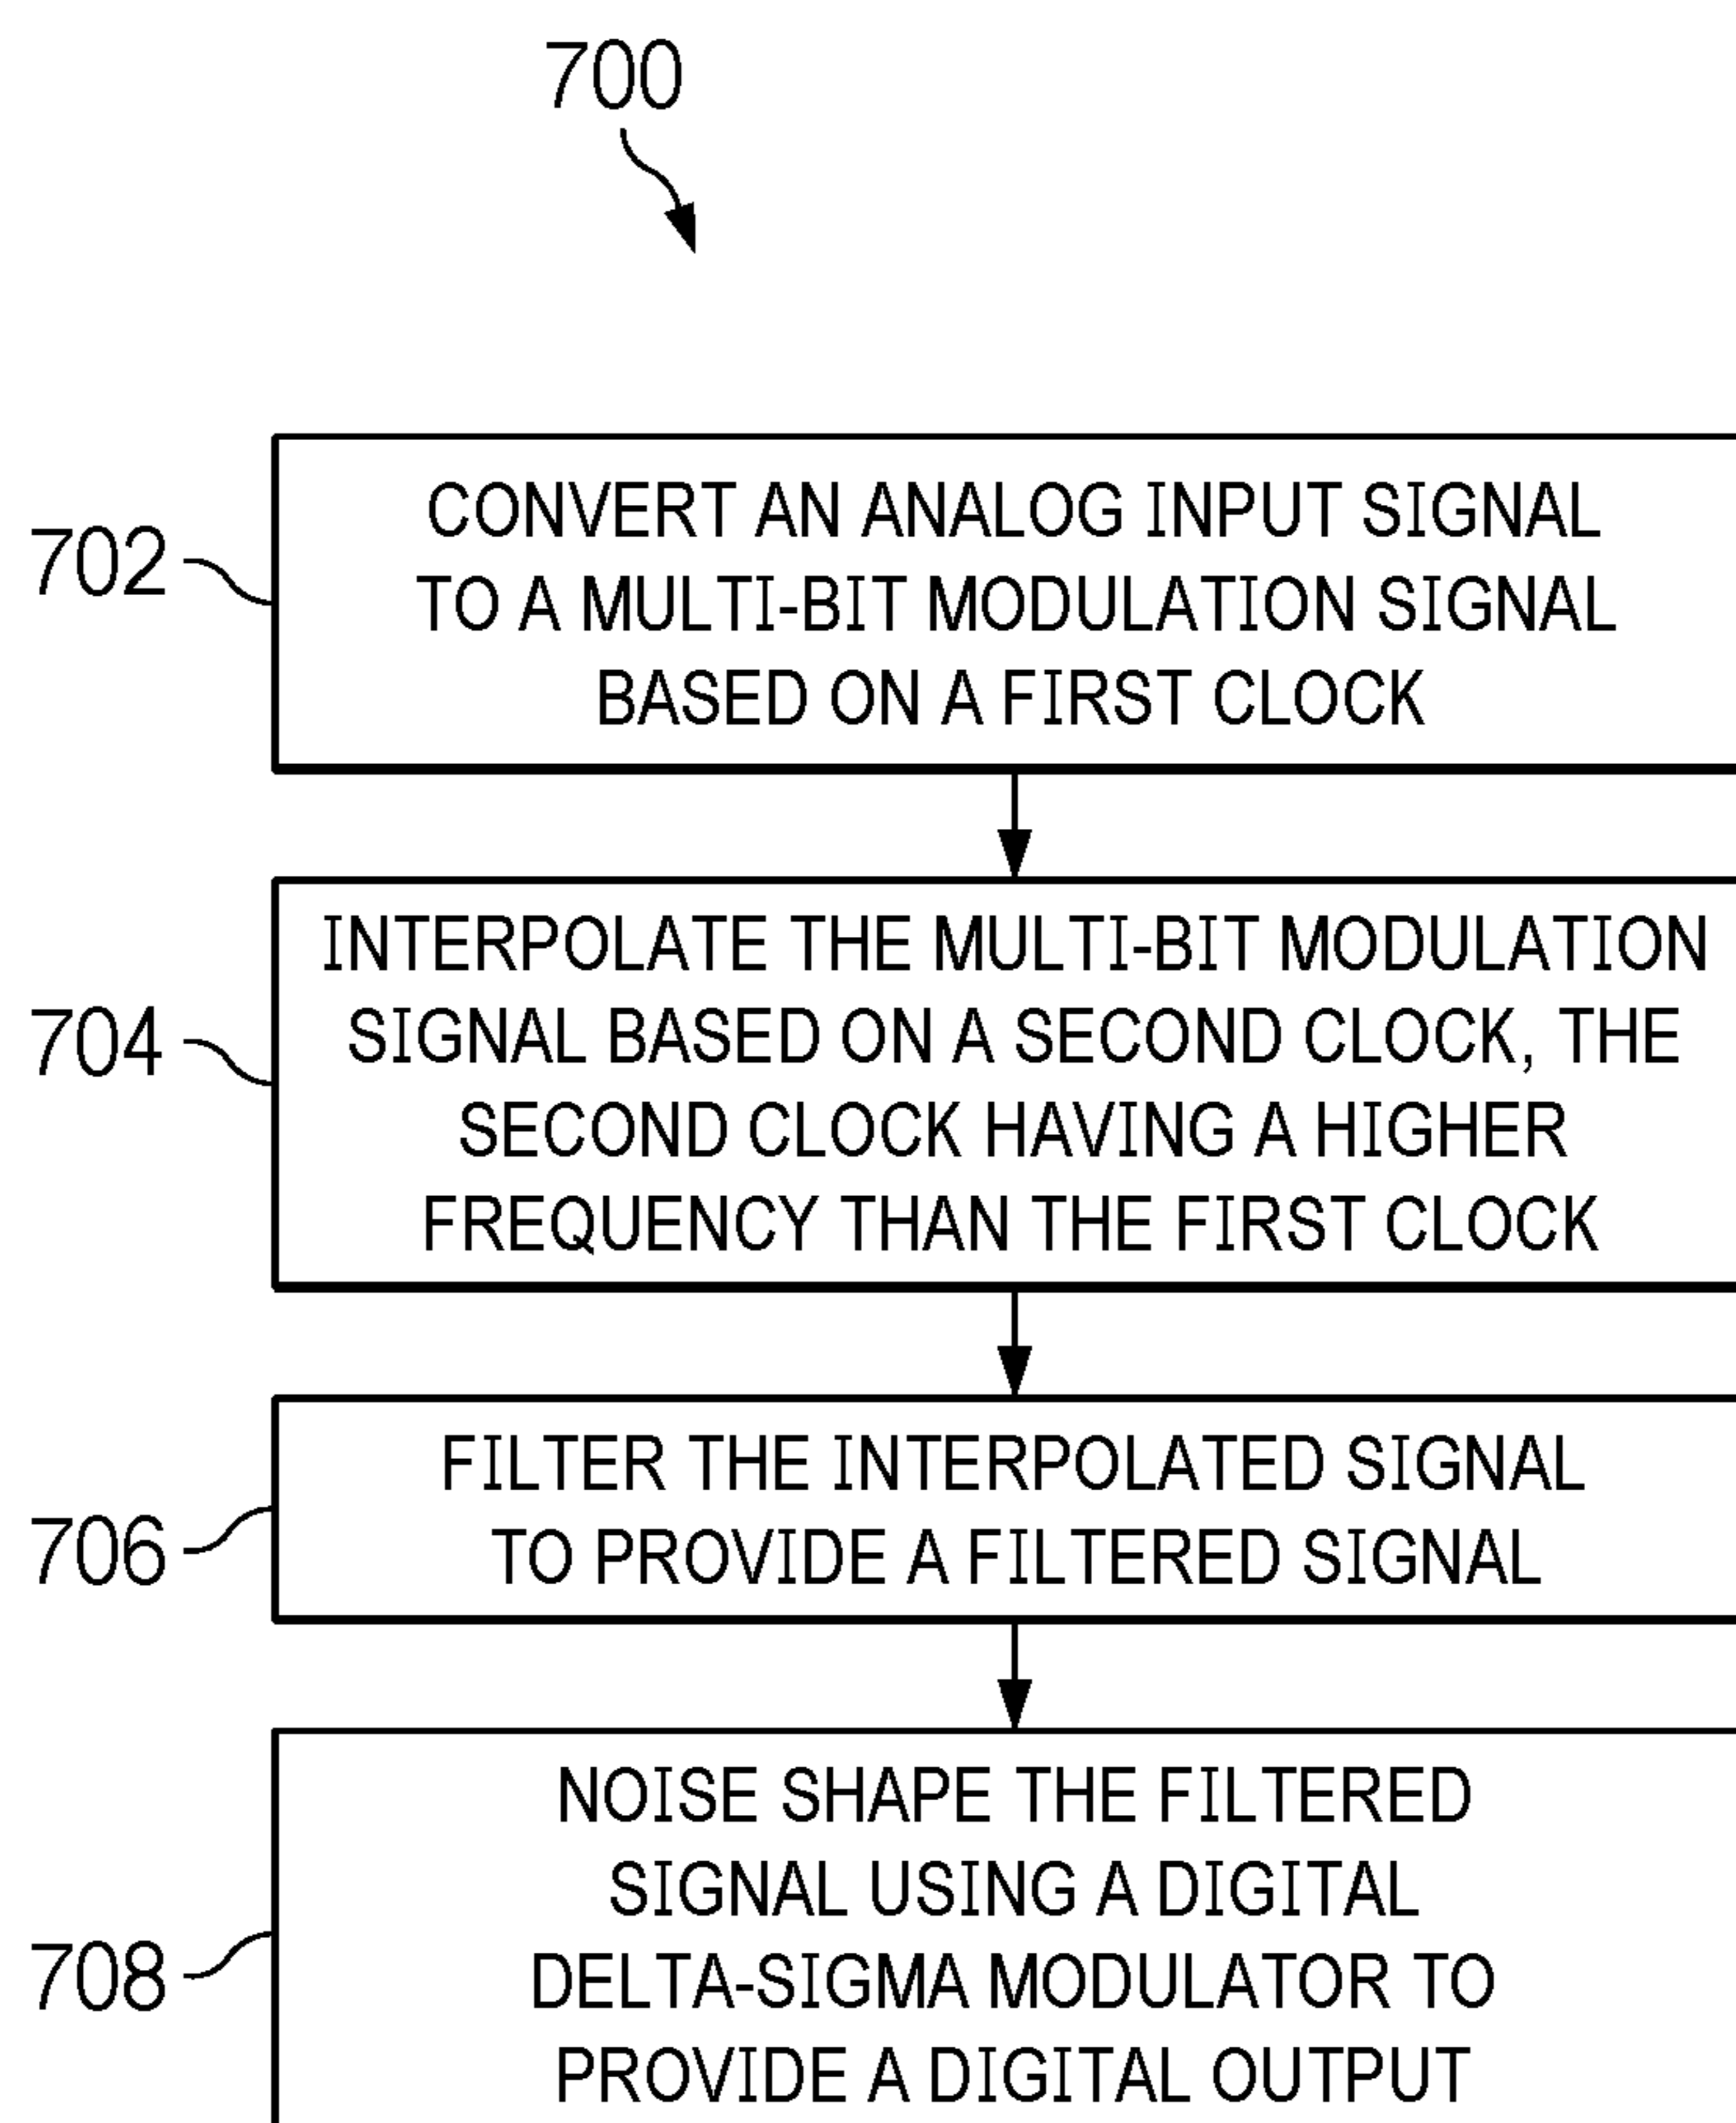 700
702
CONVERT AN ANALOG INPUT SIGNAL
TO A MULTI-BIT MODULATION SIGNAL
BASED ON A FIRST CLOCK
704
INTERPOLATE THE MULTI-BIT MODULATION
SIGNAL BASED ON A SECOND CLOCK, THE
SECOND CLOCK HAVING A HIGHER
FREQUENCY THAN THE FIRST CLOCK
706
FILTER THE INTERPOLATED SIGNAL
TO PROVIDE A FILTERED SIGNAL
708
NOISE SHAPE THE FILTERED
SIGNAL USING A DIGITAL
DELTA-SIGMA MODULATOR TO
PROVIDE A DIGITAL OUTPUT